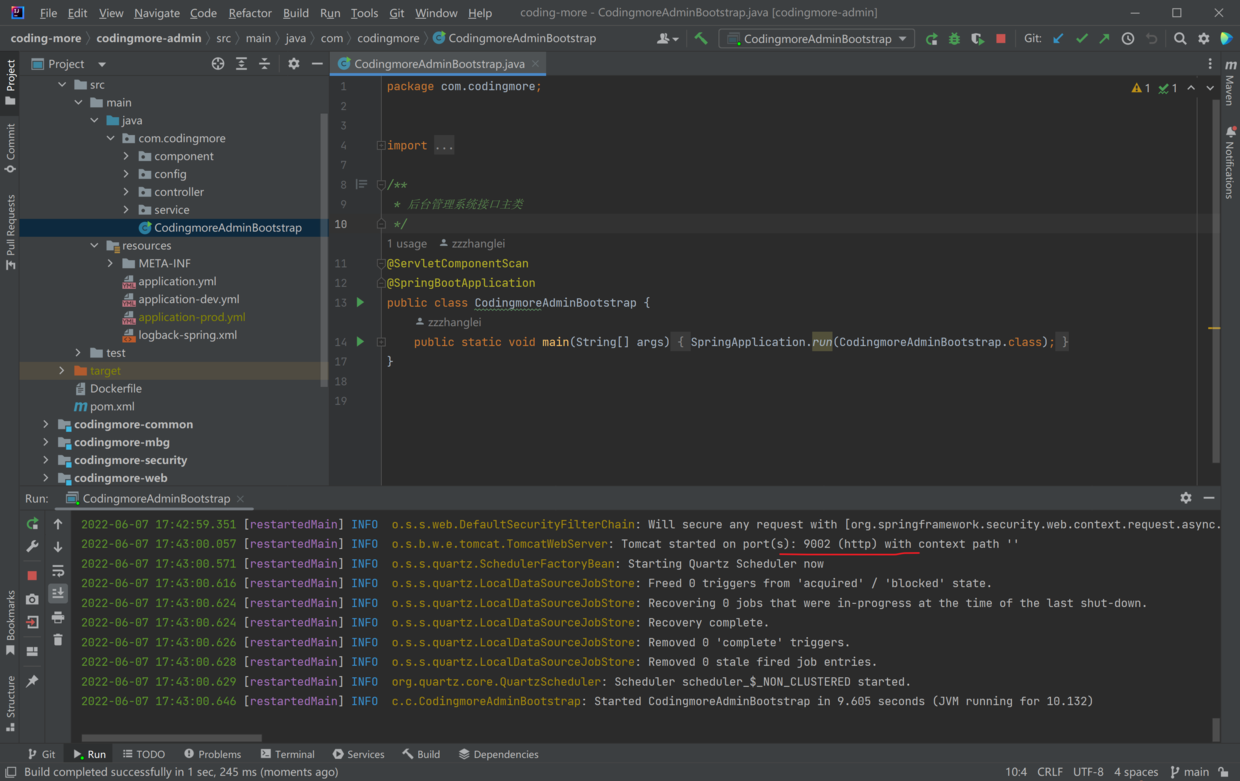 File Edit View Navigate Code Refactor Build Run Tools Git Window Help coding-more - CodingmoreAdminBootstrap.java [codingmore-admin]
coding-more codingmore-admin src main java com codingmore CodingmoreAdminBootstrap CodingmoreAdminBootstrap Git:
Project
Commit
Pull Requests
Bookmarks
Structure
Project
src
main
java
com.codingmore
component
config
controller
service
CodingmoreAdminBootstrap
resources
META-INF
application.yml
application-dev.yml
application-prod.yml
logback-spring.xml
test
target
Dockerfile
pom.xml
codingmore-common
codingmore-mbg
codingmore-security
codingmore-web
CodingmoreAdminBootstrap.java
1 package com.codingmore;
2
3
4 import ...
7
8 /**
9 * 后台管理系统接口主类
10 */
1 usage zzzhanglei
11 @ServletComponentScan
12 @SpringBootApplication
13 public class CodingmoreAdminBootstrap {
zzzhanglei
14 public static void main(String[] args) { SpringApplication.run(CodingmoreAdminBootstrap.class); }
17 }
18
19
1 1
Maven
Notifications
Run: CodingmoreAdminBootstrap
2022-06-07 17:42:59.351 [restartedMain] INFO o.s.s.web.DefaultSecurityFilterChain: Will secure any request with [org.springframework.security.web.context.request.async.
2022-06-07 17:43:00.057 [restartedMain] INFO o.s.b.w.e.tomcat.TomcatWebServer: Tomcat started on port(s): 9002 (http) with context path ''
2022-06-07 17:43:00.571 [restartedMain] INFO o.s.s.quartz.SchedulerFactoryBean: Starting Quartz Scheduler now
2022-06-07 17:43:00.616 [restartedMain] INFO o.s.s.quartz.LocalDataSourceJobStore: Freed 0 triggers from 'acquired' / 'blocked' state.
2022-06-07 17:43:00.624 [restartedMain] INFO o.s.s.quartz.LocalDataSourceJobStore: Recovering 0 jobs that were in-progress at the time of the last shut-down.
2022-06-07 17:43:00.624 [restartedMain] INFO o.s.s.quartz.LocalDataSourceJobStore: Recovery complete.
2022-06-07 17:43:00.626 [restartedMain] INFO o.s.s.quartz.LocalDataSourceJobStore: Removed 0 'complete' triggers.
2022-06-07 17:43:00.628 [restartedMain] INFO o.s.s.quartz.LocalDataSourceJobStore: Removed 0 stale fired job entries.
2022-06-07 17:43:00.629 [restartedMain] INFO org.quartz.core.QuartzScheduler: Scheduler scheduler_$_NON_CLUSTERED started.
2022-06-07 17:43:00.646 [restartedMain] INFO c.c.CodingmoreAdminBootstrap: Started CodingmoreAdminBootstrap in 9.605 seconds (JVM running for 10.132)
Git Run TODO Problems Terminal Services Build Dependencies
Build completed successfully in 1 sec, 245 ms (moments ago) 10:4 CRLF UTF-8 4 spaces main